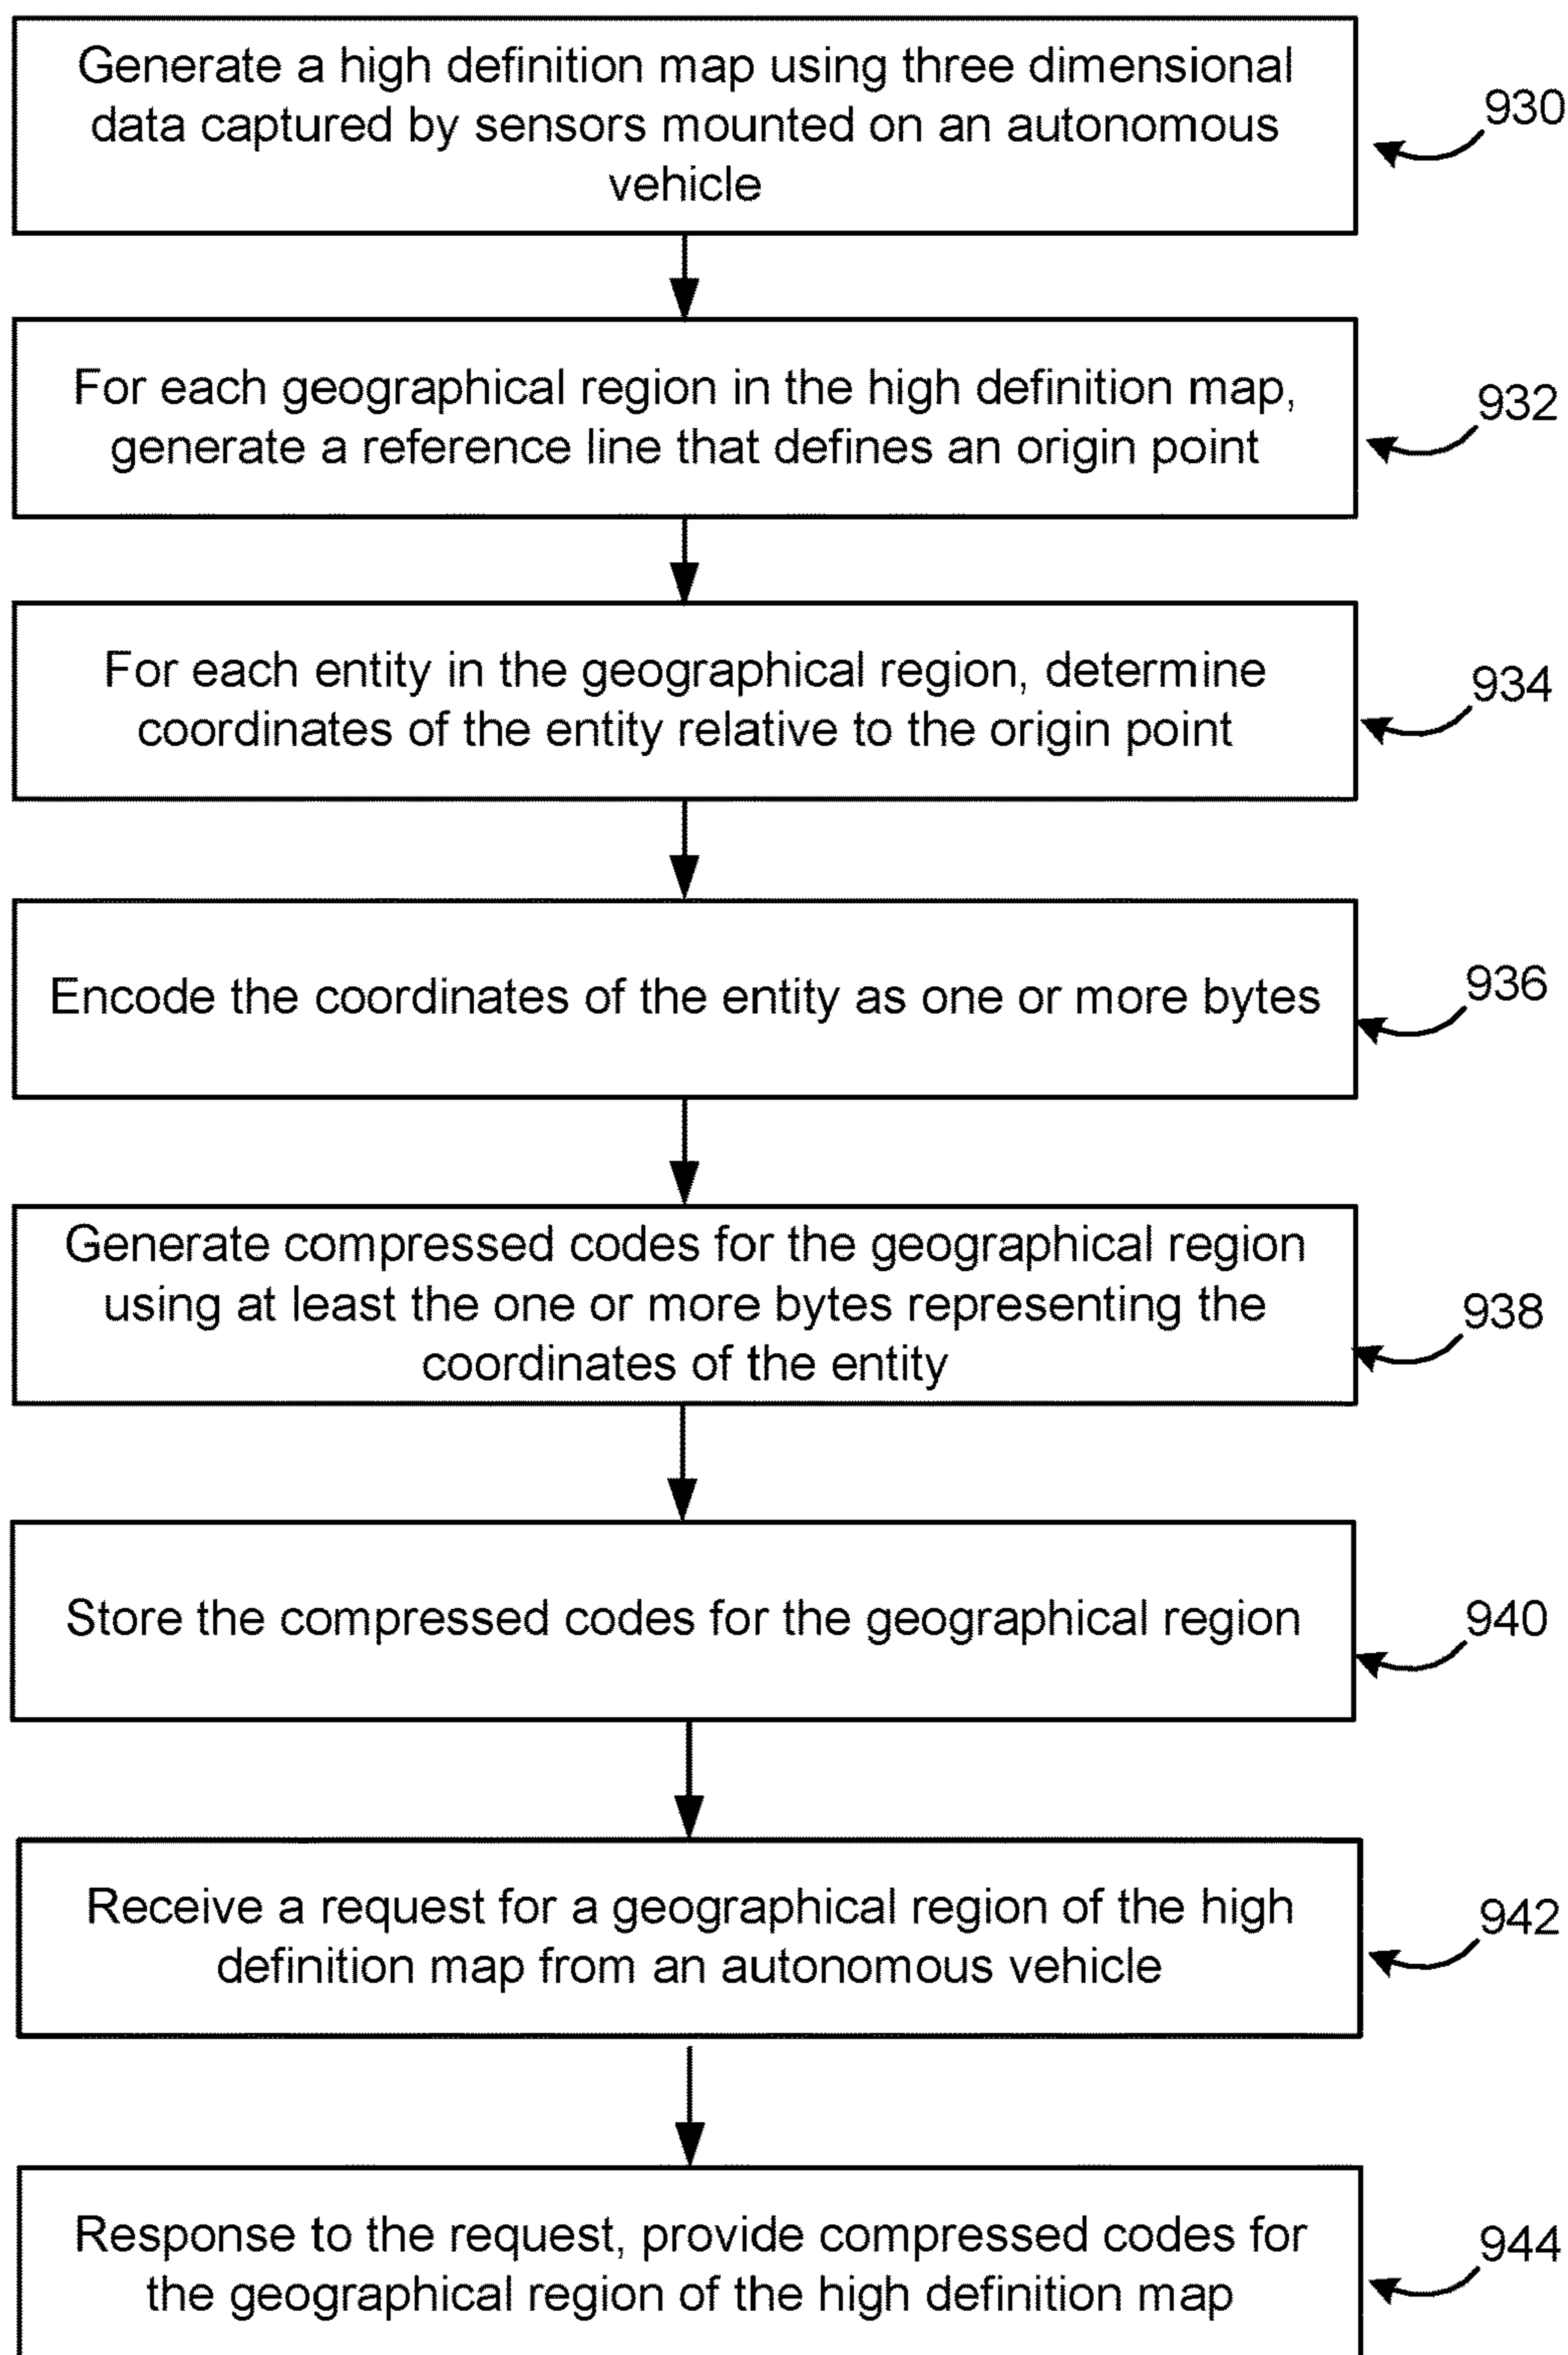 Generate a high definition map using three dimensional
data captured by sensors mounted on an autonomous
vehicle
930
For each geographical region in the high definition map,
generate a reference line that defines an origin point
932
For each entity in the geographical region, determine
coordinates of the entity relative to the origin point
934
Encode the coordinates of the entity as one or more bytes
936
Generate compressed codes for the geographical region
using at least the one or more bytes representing the
coordinates of the entity
938
Store the compressed codes for the geographical region
940
Receive a request for a geographical region of the high
definition map from an autonomous vehicle
942
Response to the request, provide compressed codes for
the geographical region of the high definition map
944